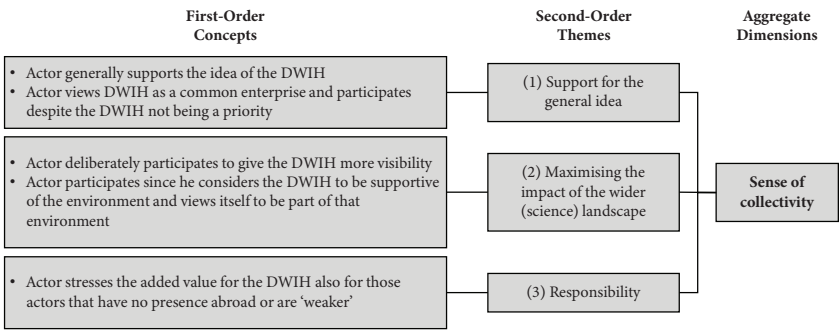 First-Order
Concepts
Second-Order
Themes
Aggregate
Dimensions
• Actor generally supports the idea of the DWIH
• Actor views DWIH as a common enterprise and participates
despite the DWIH not being a priority
(1) Support for the
general idea
• Actor deliberately participates to give the DWIH more visibility
• Actor participates since he considers the DWIH to be supportive
of the environment and views itself to be part of that
environment
(2) Maximising the
impact of the wider
(science) landscape
Sense of
collectivity
• Actor stresses the added value for the DWIH also for those
actors that have no presence abroad or are ‘weaker’
(3) Responsibility